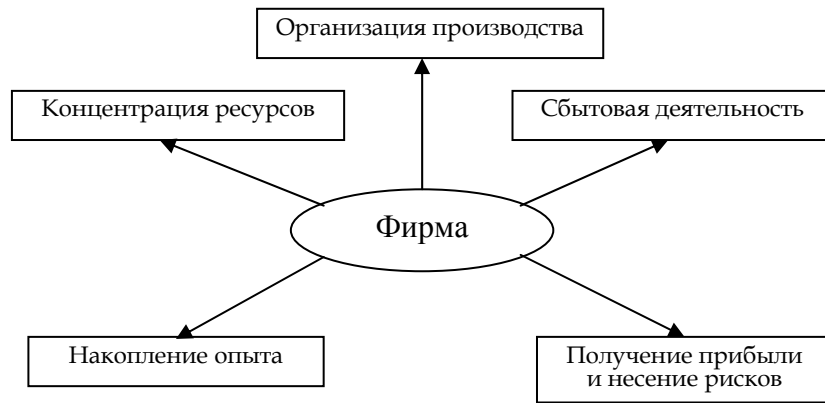 Организация производства
Концентрация ресурсов
Сбытовая деятельность
Фирма
Накопление опыта
Получение прибыли
и несение рисков